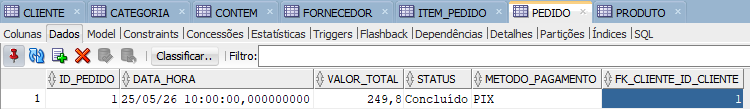 CLIENTE CATEGORIA CONTEM FORNECEDOR ITEM_PEDIDO PEDIDO PRODUTO
Colunas Dados Model Constraints Concessões Estatísticas Triggers Flashback Dependências Detalhes Partições Índices SQL
Classificar.. Filtro:
ID_PEDIDO DATA_HORA VALOR_TOTAL STATUS METODO_PAGAMENTO FK_CLIENTE_ID_CLIENTE
1 1 25/05/26 10:00:00,000000000 249,8 Concluído PIX 1